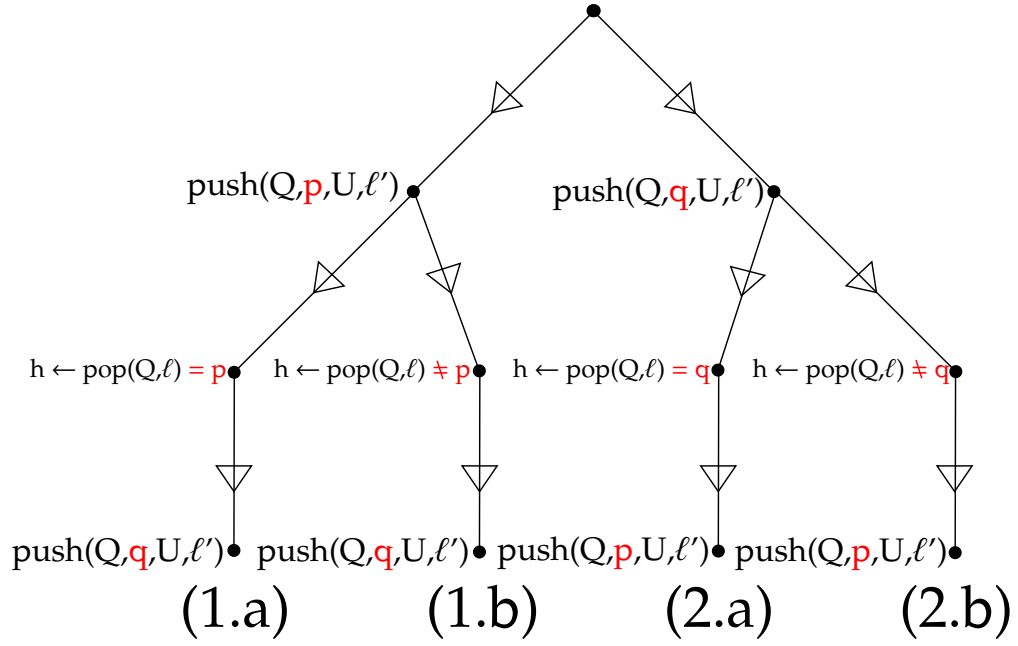 push(Q,p,U,ℓ’)
push(Q,q,U,ℓ’)
h ← pop(Q,ℓ) = p
h ← pop(Q,ℓ) ≠ p
h ← pop(Q,ℓ) = q
h ← pop(Q,ℓ) ≠ q
push(Q,q,U,ℓ’)
push(Q,q,U,ℓ’)
push(Q,p,U,ℓ’)
push(Q,p,U,ℓ’)
(1.a)
(1.b)
(2.a)
(2.b)